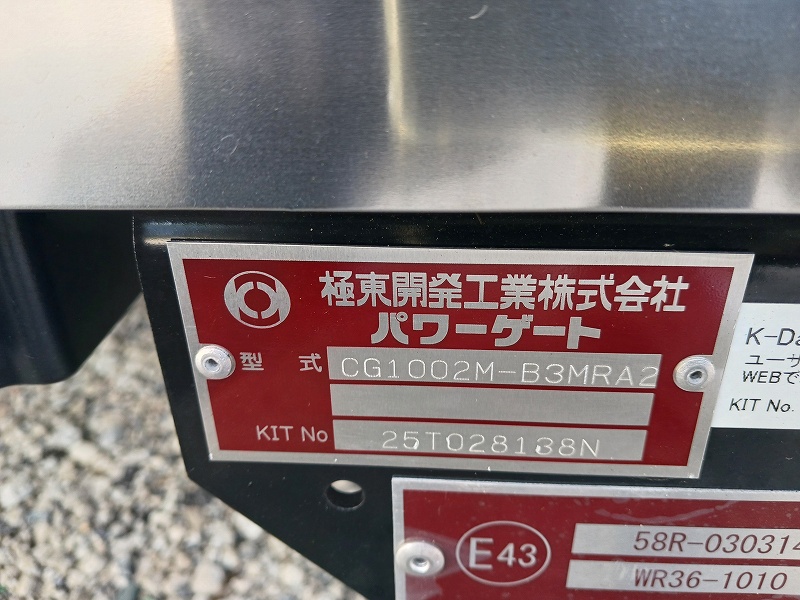 極東開発工業株式会社
パワーゲート
型式 CG1002M-B3MRA2
KIT No 25T028138N
K-Da
ユーザ
WEBで
KIT No.
E43
58R-030314
WR36-1010